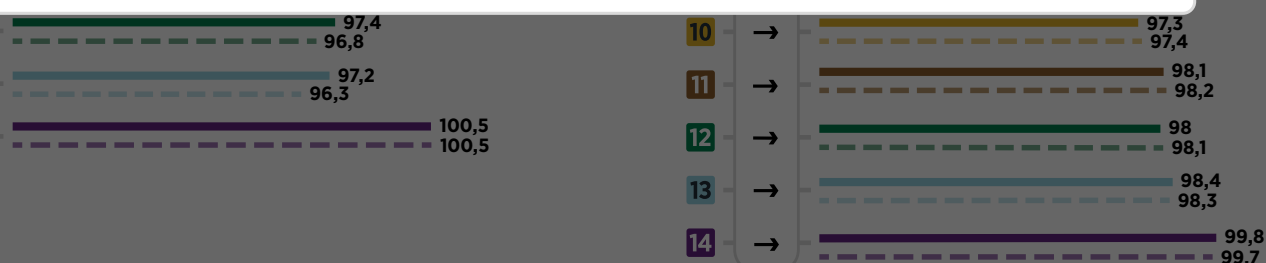 97,4
96,8
97,2
96,3
100,5
100,5
10 → 97,3
97,4
11 → 98,1
98,2
12 → 98
98,1
13 → 98,4
98,3
14 → 99,8
99,7